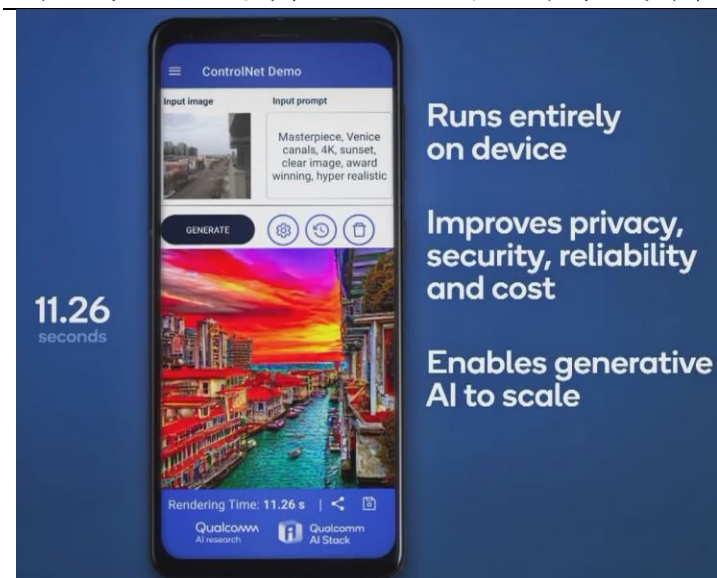 ControlNet Demo
Input image
Input prompt
Masterpiece, Venice
canals, 4K, sunset,
clear image, award
winning, hyper realistic
GENERATE
Rendering Time: 11.26 s
Qualcomm
AI research
Qualcomm
AI Stack
11.26
seconds
Runs entirely
on device
Improves privacy,
security, reliability
and cost
Enables generative
AI to scale